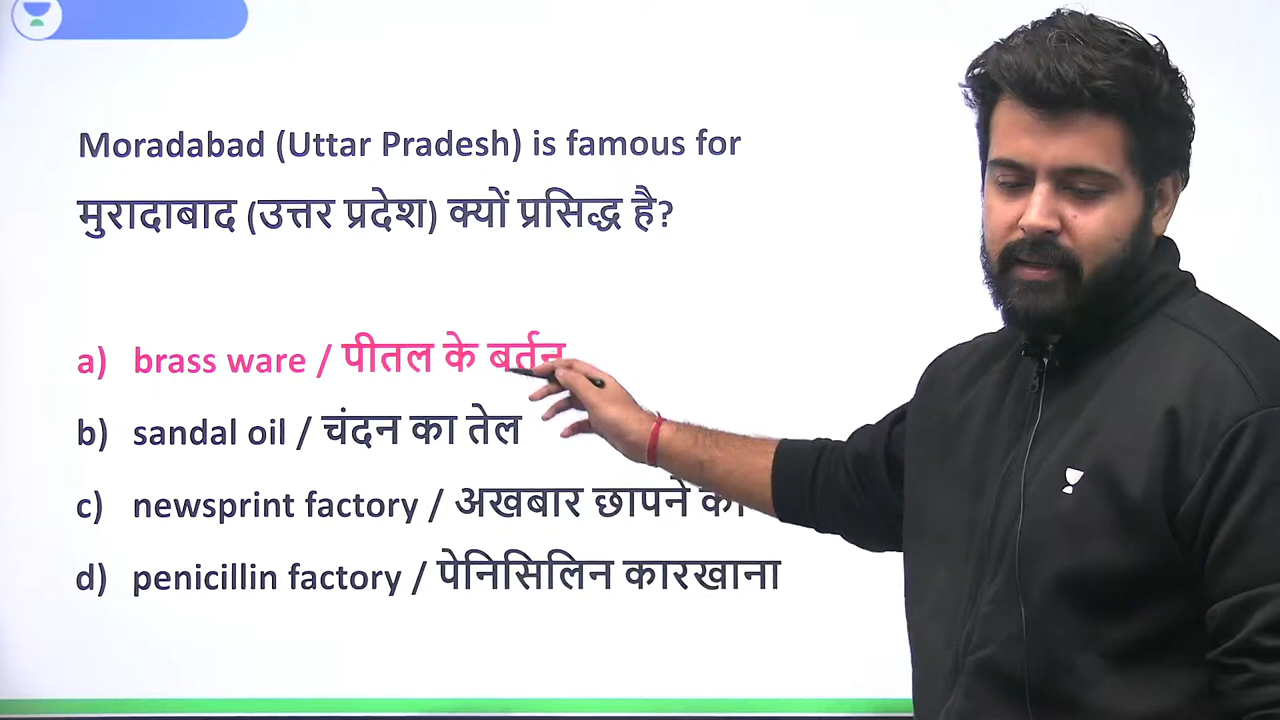 Moradabad (Uttar Pradesh) is famous for
मुरादाबाद (उत्तर प्रदेश) क्यों प्रसिद्ध है?
a) brass ware / पीतल के बर्तन
b) sandal oil / चंदन का तेल
c) newsprint factory / अखबार छापने का
d) penicillin factory / पेनिसिलिन कारखाना